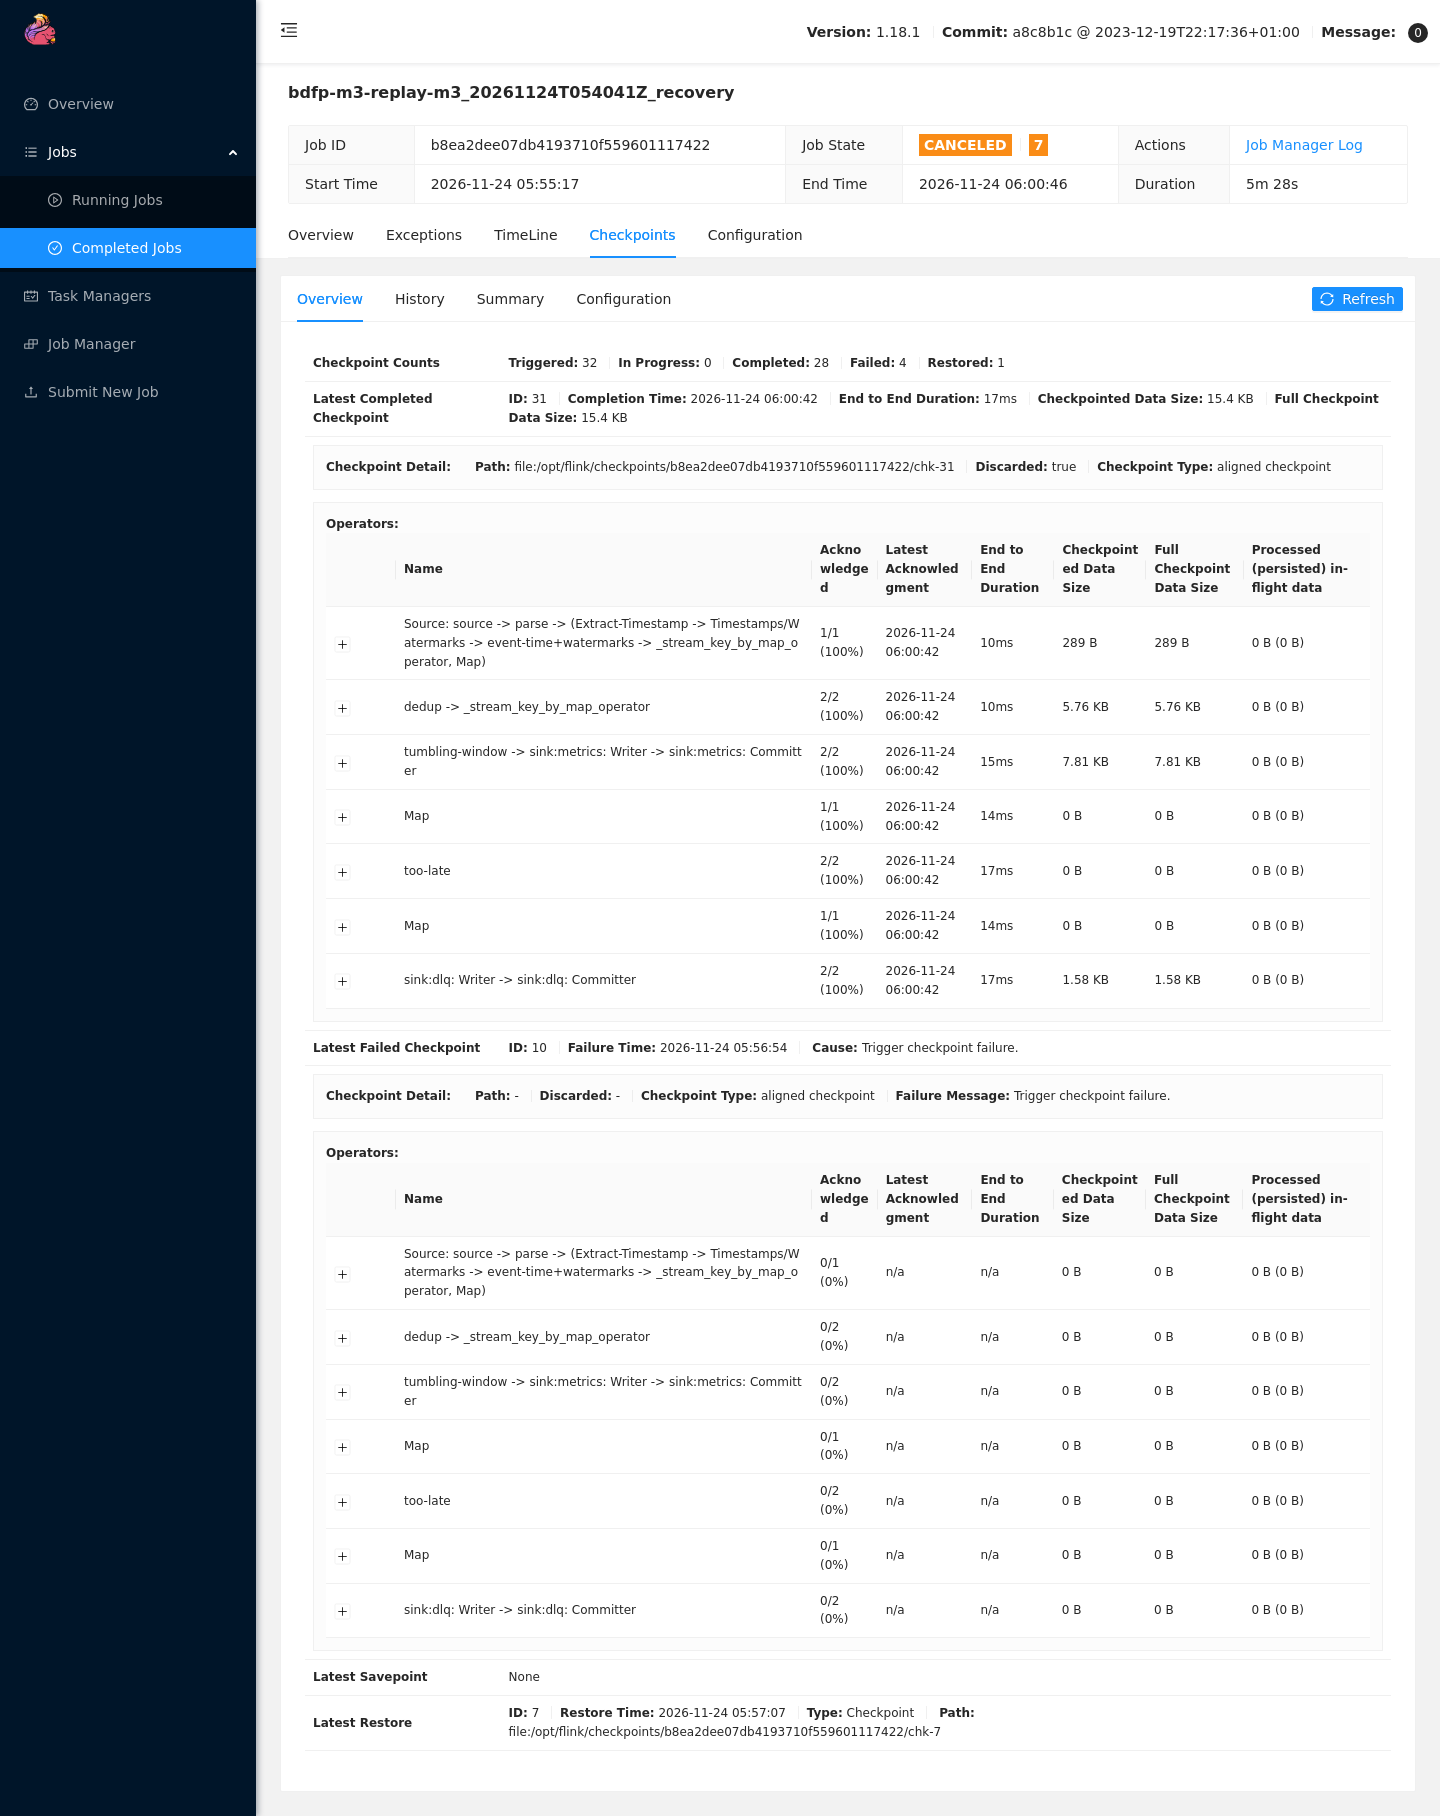 Version: 1.18.1 Commit: a8c8b1c @ 2023-12-19T22:17:36+01:00 Message: 0
Overview
Jobs
Running Jobs
Completed Jobs
Task Managers
Job Manager
Submit New Job
bdfp-m3-replay-m3_20261124T054041Z_recovery
Job ID b8ea2dee07db4193710f559601117422 Job State CANCELED 7 Actions Job Manager Log
Start Time 2026-11-24 05:55:17 End Time 2026-11-24 06:00:46 Duration 5m 28s
Overview Exceptions TimeLine Checkpoints Configuration
Overview History Summary Configuration Refresh
Checkpoint Counts Triggered: 32 In Progress: 0 Completed: 28 Failed: 4 Restored: 1
Latest Completed Checkpoint ID: 31 Completion Time: 2026-11-24 06:00:42 End to End Duration: 17ms Checkpointed Data Size: 15.4 KB Full Checkpoint
Data Size: 15.4 KB
Checkpoint Detail: Path: file:/opt/flink/checkpoints/b8ea2dee07db4193710f559601117422/chk-31 Discarded: true Checkpoint Type: aligned checkpoint
Operators:
Name Acknowledged Latest Acknowledgment End to End Duration Checkpointed Data Size Full Checkpoint Data Size Processed (persisted) in-flight data
Source: source -> parse -> (Extract-Timestamp -> Timestamps/W
atermarks -> event-time+watermarks -> _stream_key_by_map_o
perator, Map) 1/1 (100%) 2026-11-24 06:00:42 10ms 289 B 289 B 0 B (0 B)
dedup -> _stream_key_by_map_operator 2/2 (100%) 2026-11-24 06:00:42 10ms 5.76 KB 5.76 KB 0 B (0 B)
tumbling-window -> sink:metrics: Writer -> sink:metrics: Committ
er 2/2 (100%) 2026-11-24 06:00:42 15ms 7.81 KB 7.81 KB 0 B (0 B)
Map 1/1 (100%) 2026-11-24 06:00:42 14ms 0 B 0 B 0 B (0 B)
too-late 2/2 (100%) 2026-11-24 06:00:42 17ms 0 B 0 B 0 B (0 B)
Map 1/1 (100%) 2026-11-24 06:00:42 14ms 0 B 0 B 0 B (0 B)
sink:dlq: Writer -> sink:dlq: Committer 2/2 (100%) 2026-11-24 06:00:42 17ms 1.58 KB 1.58 KB 0 B (0 B)
Latest Failed Checkpoint ID: 10 Failure Time: 2026-11-24 05:56:54 Cause: Trigger checkpoint failure.
Checkpoint Detail: Path: - Discarded: - Checkpoint Type: aligned checkpoint Failure Message: Trigger checkpoint failure.
Operators:
Name Acknowledged Latest Acknowledgment End to End Duration Checkpointed Data Size Full Checkpoint Data Size Processed (persisted) in-flight data
Source: source -> parse -> (Extract-Timestamp -> Timestamps/W
atermarks -> event-time+watermarks -> _stream_key_by_map_o
perator, Map) 0/1 (0%) n/a n/a 0 B 0 B 0 B (0 B)
dedup -> _stream_key_by_map_operator 0/2 (0%) n/a n/a 0 B 0 B 0 B (0 B)
tumbling-window -> sink:metrics: Writer -> sink:metrics: Committ
er 0/2 (0%) n/a n/a 0 B 0 B 0 B (0 B)
Map 0/1 (0%) n/a n/a 0 B 0 B 0 B (0 B)
too-late 0/2 (0%) n/a n/a 0 B 0 B 0 B (0 B)
Map 0/1 (0%) n/a n/a 0 B 0 B 0 B (0 B)
sink:dlq: Writer -> sink:dlq: Committer 0/2 (0%) n/a n/a 0 B 0 B 0 B (0 B)
Latest Savepoint None
Latest Restore ID: 7 Restore Time: 2026-11-24 05:57:07 Type: Checkpoint Path:
file:/opt/flink/checkpoints/b8ea2dee07db4193710f559601117422/chk-7